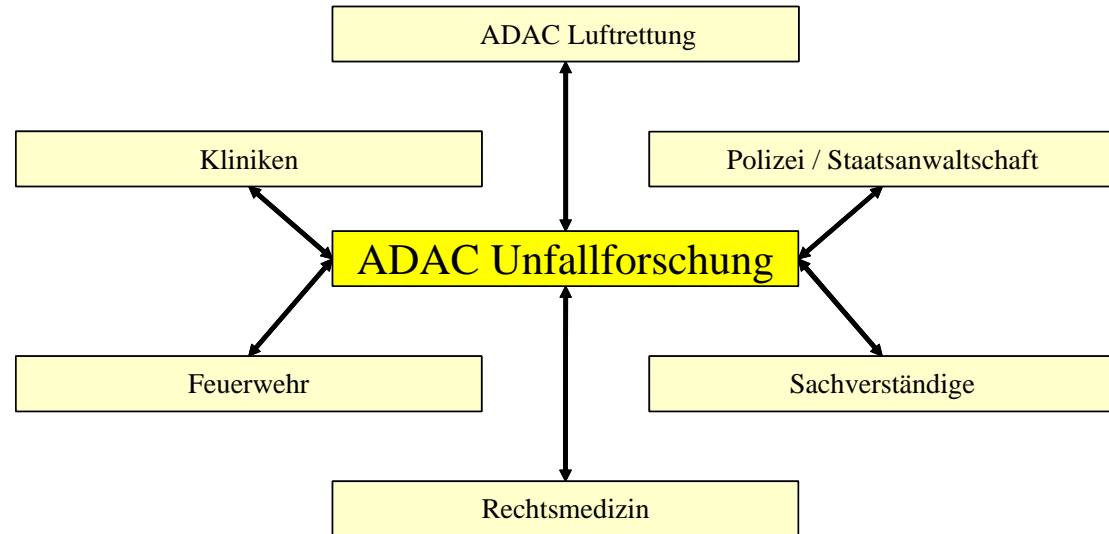 ADAC Luftrettung
Kliniken
Polizei / Staatsanwaltschaft
ADAC Unfallforschung
Feuerwehr
Sachverständige
Rechtsmedizin